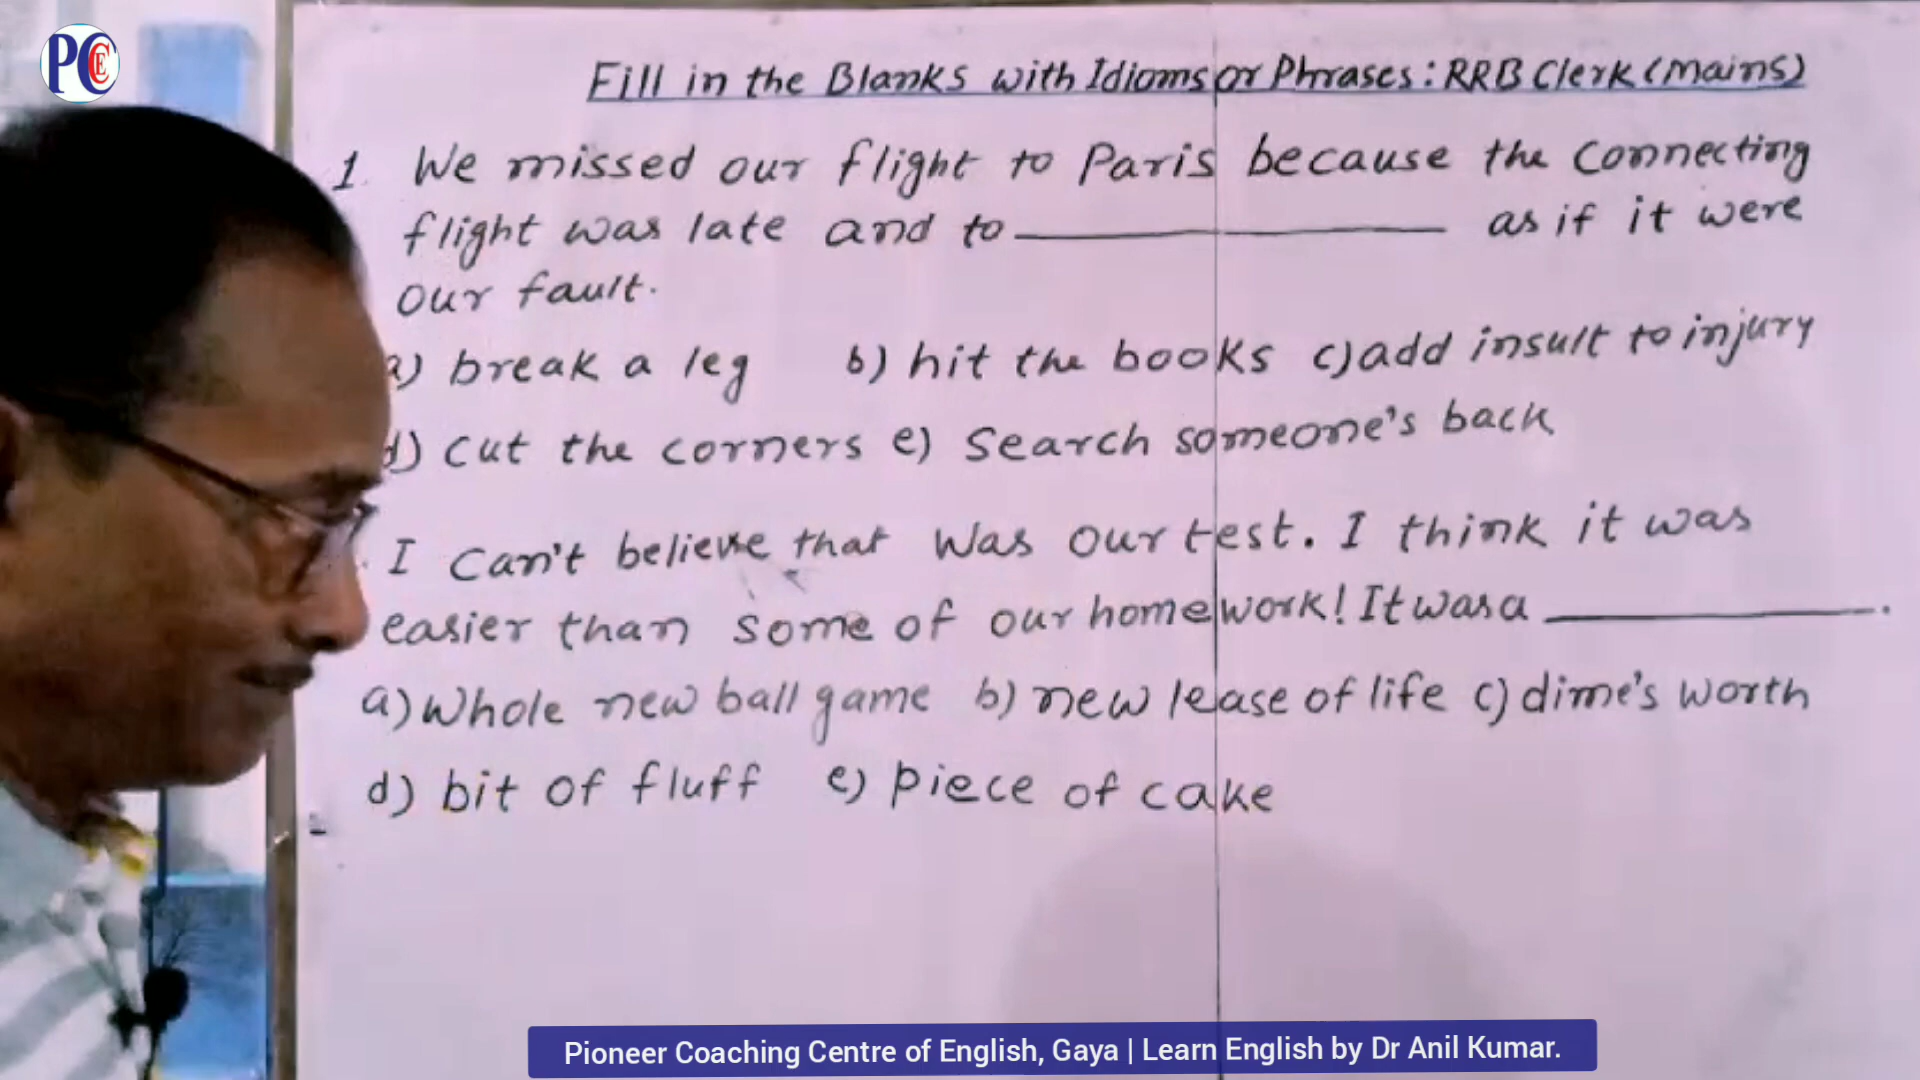 PCCE
Fill in the Blanks with Idioms or Phrases: RRB Clerk (Mains)
1. We missed our flight to Paris because the connecting
flight was late and to __________ as if it were
our fault.
a) break a leg b) hit the books c) add insult to injury
d) cut the corners e) Search someone's back
I can't believe that was our test. I think it was
easier than some of our homework! It was a __________.
a) Whole new ball game b) new lease of life c) dime's worth
d) bit of fluff e) piece of cake
Pioneer Coaching Centre of English, Gaya | Learn English by Dr Anil Kumar.